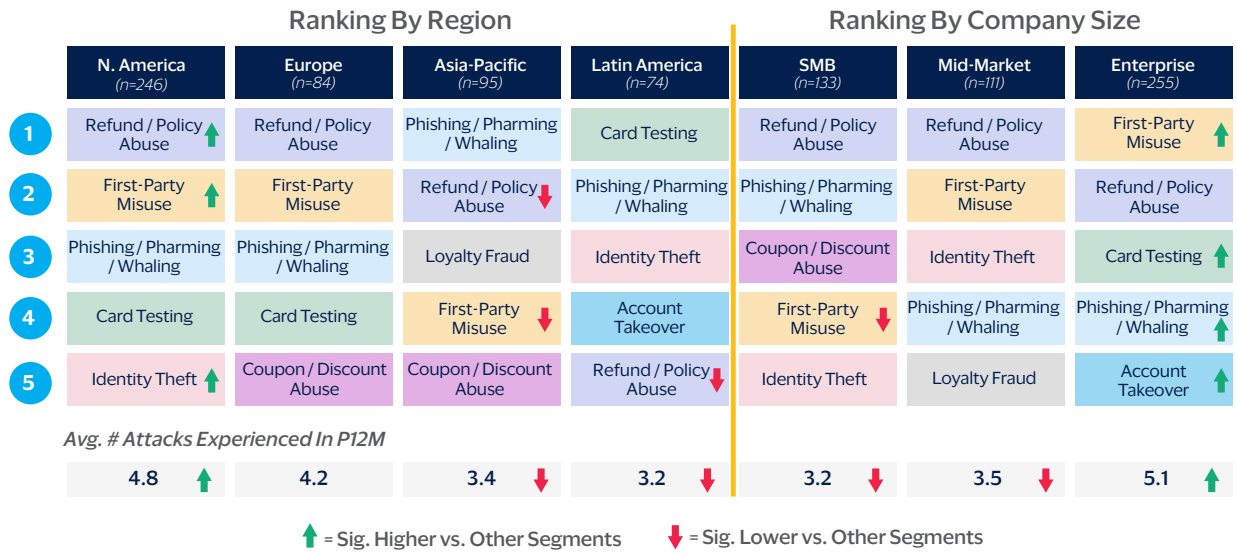 Ranking By Region
Ranking By Company Size
N. America
(n=246)
Europe
(n=84)
Asia-Pacific
(n=95)
Latin America
(n=74)
SMB
(n=133)
Mid-Market
(n=111)
Enterprise
(n=255)
1
Refund / Policy
Abuse
Refund / Policy
Abuse
Phishing / Pharming
/ Whaling
Card Testing
Refund / Policy
Abuse
Refund / Policy
Abuse
First-Party
Misuse
2
First-Party
Misuse
First-Party
Misuse
Refund / Policy
Abuse
Phishing / Pharming
/ Whaling
Phishing / Pharming
/ Whaling
First-Party
Misuse
Refund / Policy
Abuse
3
Phishing / Pharming
/ Whaling
Phishing / Pharming
/ Whaling
Loyalty Fraud
Identity Theft
Coupon / Discount
Abuse
Identity Theft
Card Testing
4
Card Testing
Card Testing
First-Party
Misuse
Account
Takeover
First-Party
Misuse
Phishing / Pharming
/ Whaling
Phishing / Pharming
/ Whaling
5
Identity Theft
Coupon / Discount
Abuse
Coupon / Discount
Abuse
Refund / Policy
Abuse
Identity Theft
Loyalty Fraud
Account
Takeover
Avg. # Attacks Experienced In P12M
4.8
4.2
3.4
3.2
3.2
3.5
5.1
= Sig. Higher vs. Other Segments
= Sig. Lower vs. Other Segments